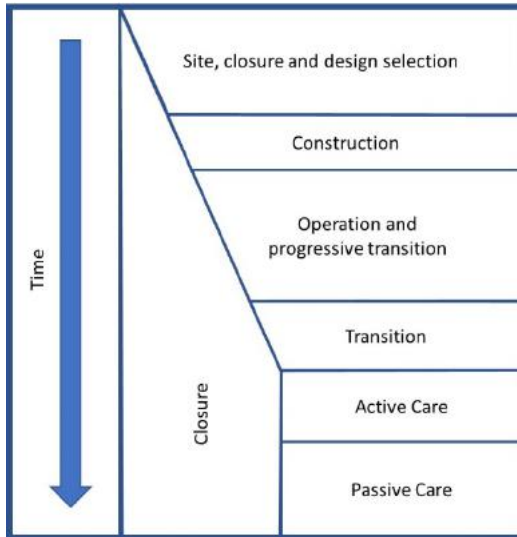 Time
Closure
Site, closure and design selection
Construction
Operation and
progressive transition
Transition
Active Care
Passive Care